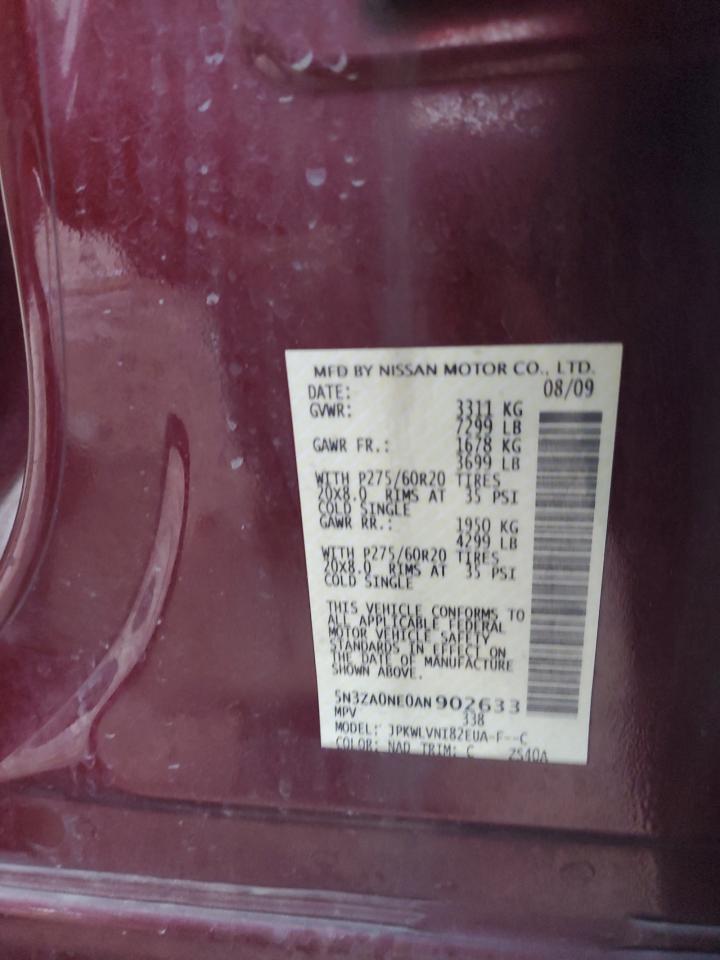 MFD BY NISSAN MOTOR CO., LTD.
DATE: 08/09
GVWR: 3311 KG
7299 LB
GAWR FR.: 1678 KG
3699 LB
WITH P275/60R20 TIRES
20X8.0 RIMS AT 35 PSI
COLD SINGLE
GAWR RR.: 1950 KG
4299 LB
WITH P275/60R20 TIRES
20X8.0 RIMS AT 35 PSI
COLD SINGLE
THIS VEHICLE CONFORMS TO
ALL APPLICABLE FEDERAL
MOTOR VEHICLE SAFETY
STANDARDS IN EFFECT ON
THE DATE OF MANUFACTURE
SHOWN ABOVE.
5N3ZA0NE0AN902633
MPV 338
MODEL: JPKWLVNI82EUA-F--C
COLOR: NAD TRIM: C ZS40A